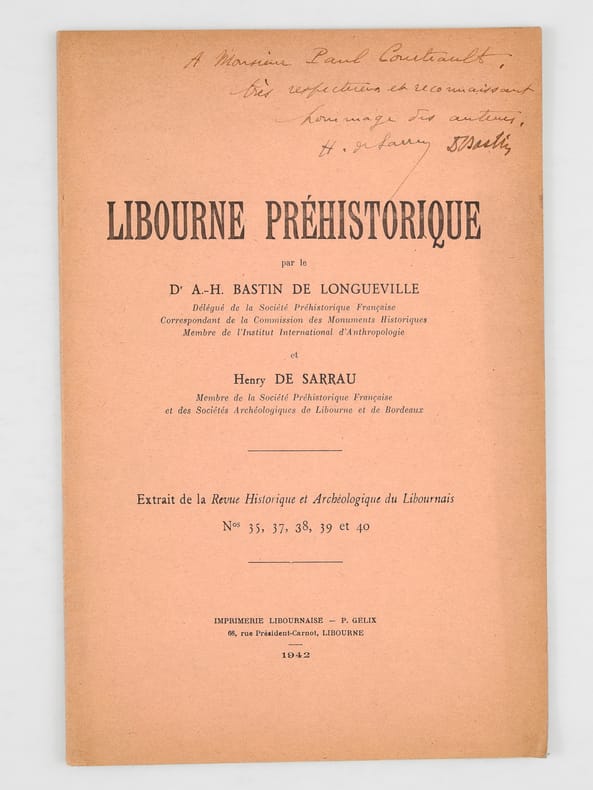 A Monsieur Paul Courteault,
très respectueux et reconnaissant
hommage des auteurs.
H. de Sarrau DBastin
LIBOURNE PRÉHISTORIQUE
par le
Dr A.-H. BASTIN DE LONGUEVILLE
Délégué de la Société Préhistorique Française
Correspondant de la Commission des Monuments Historiques
Membre de l'Institut International d'Anthropologie
et
Henry DE SARRAU
Membre de la Société Préhistorique Française
et des Sociétés Archéologiques de Libourne et de Bordeaux
Extrait de la Revue Historique et Archéologique du Libournais
Nos 35, 37, 38, 39 et 40
IMPRIMERIE LIBOURNAISE — P. GÉLIX
66, rue Président-Carnot, LIBOURNE
1942